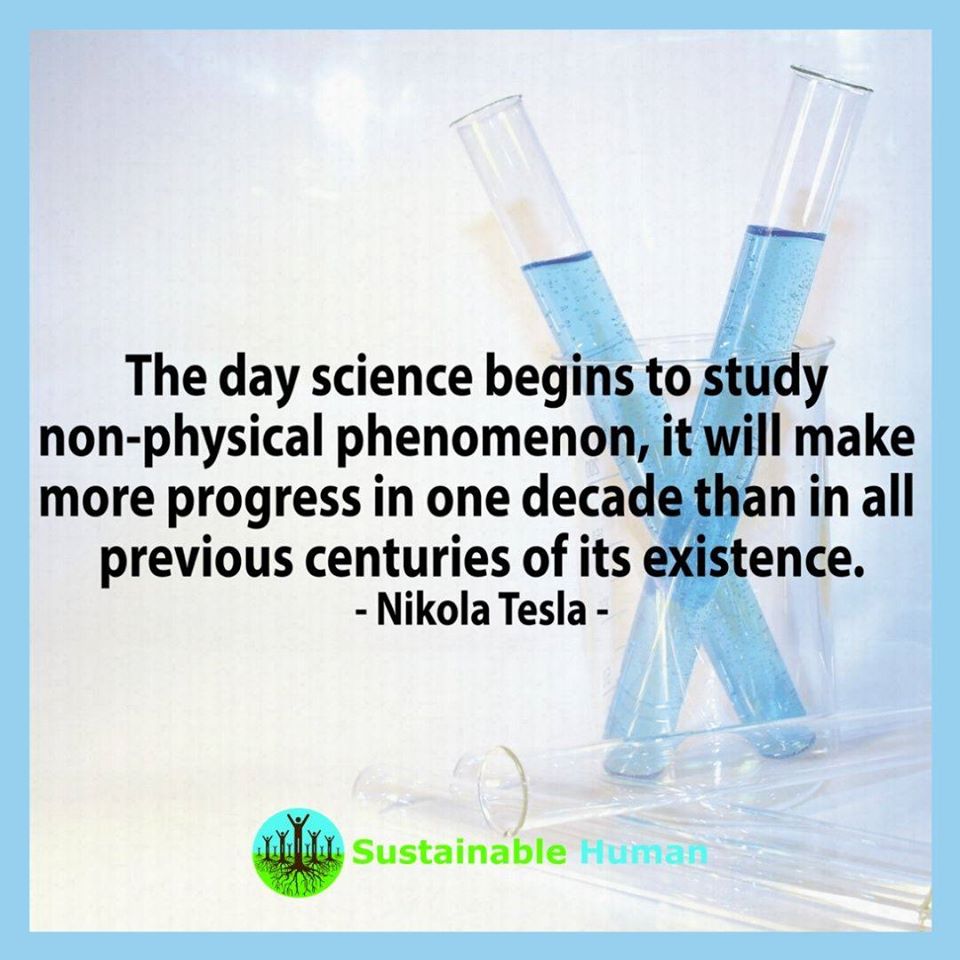 The day science begins to study
non-physical phenomenon, it will make
more progress in one decade than in all
previous centuries of its existence.
- Nikola Tesla -
Sustainable Human